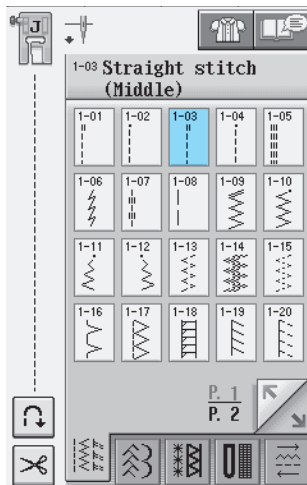 J
1-03 Straight stitch
(Middle)
1-01 1-02 1-03 1-04 1-05
1-06 1-07 1-08 1-09 1-10
1-11 1-12 1-13 1-14 1-15
1-16 1-17 1-18 1-19 1-20
P. 1
P. 2